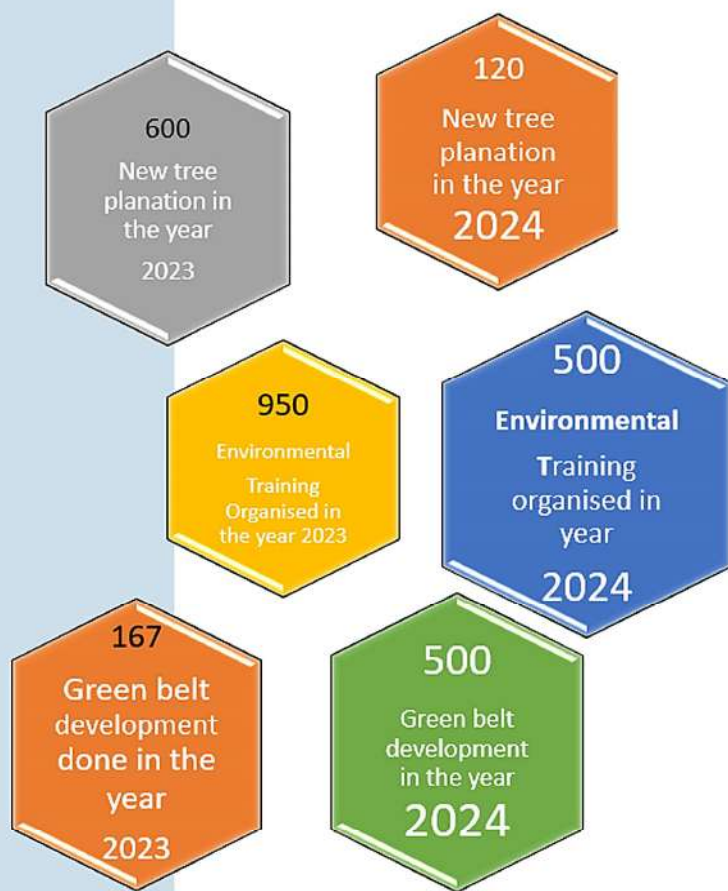 600
New tree
planation in
the year
2023
120
New tree
planation
in the year
2024
950
Environmental
Training
Organised in
the year 2023
500
Environmental
Training
organised in
year
2024
167
Green belt
development
done in the
year
2023
500
Green belt
development
in the year
2024